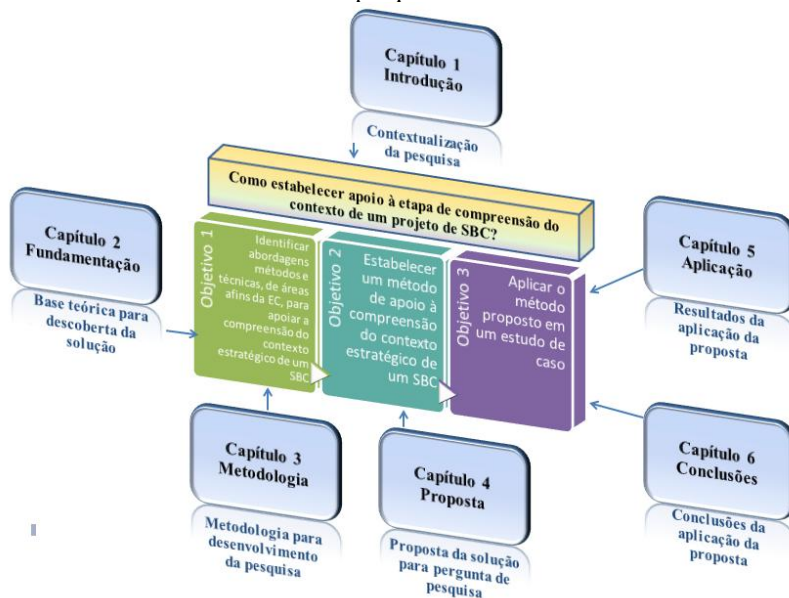 Capítulo 1
Introdução
Contextualização
da pesquisa
Como estabelecer apoio à etapa de compreensão do
contexto de um projeto de SBC?
Capítulo 2
Fundamentação
Base teórica para
descoberta da
solução
Objetivo 1
Identificar
abordagens
métodos e
técnicas, de áreas
afins da EC, para
apoiar a
compreensão do
contexto
estratégico de um
SBC
Objetivo 2
Estabelecer
um método
de apoio à
compreensão
do contexto
estratégico de
um SBC
Objetivo 3
Aplicar o
método
proposto em
um estudo de
caso
Capítulo 5
Aplicação
Resultados da
aplicação da
proposta
Capítulo 3
Metodologia
Metodologia para
desenvolvimento
da pesquisa
Capítulo 4
Proposta
Proposta da solução
para pergunta de
pesquisa
Capítulo 6
Conclusões
Conclusões da
aplicação da
proposta